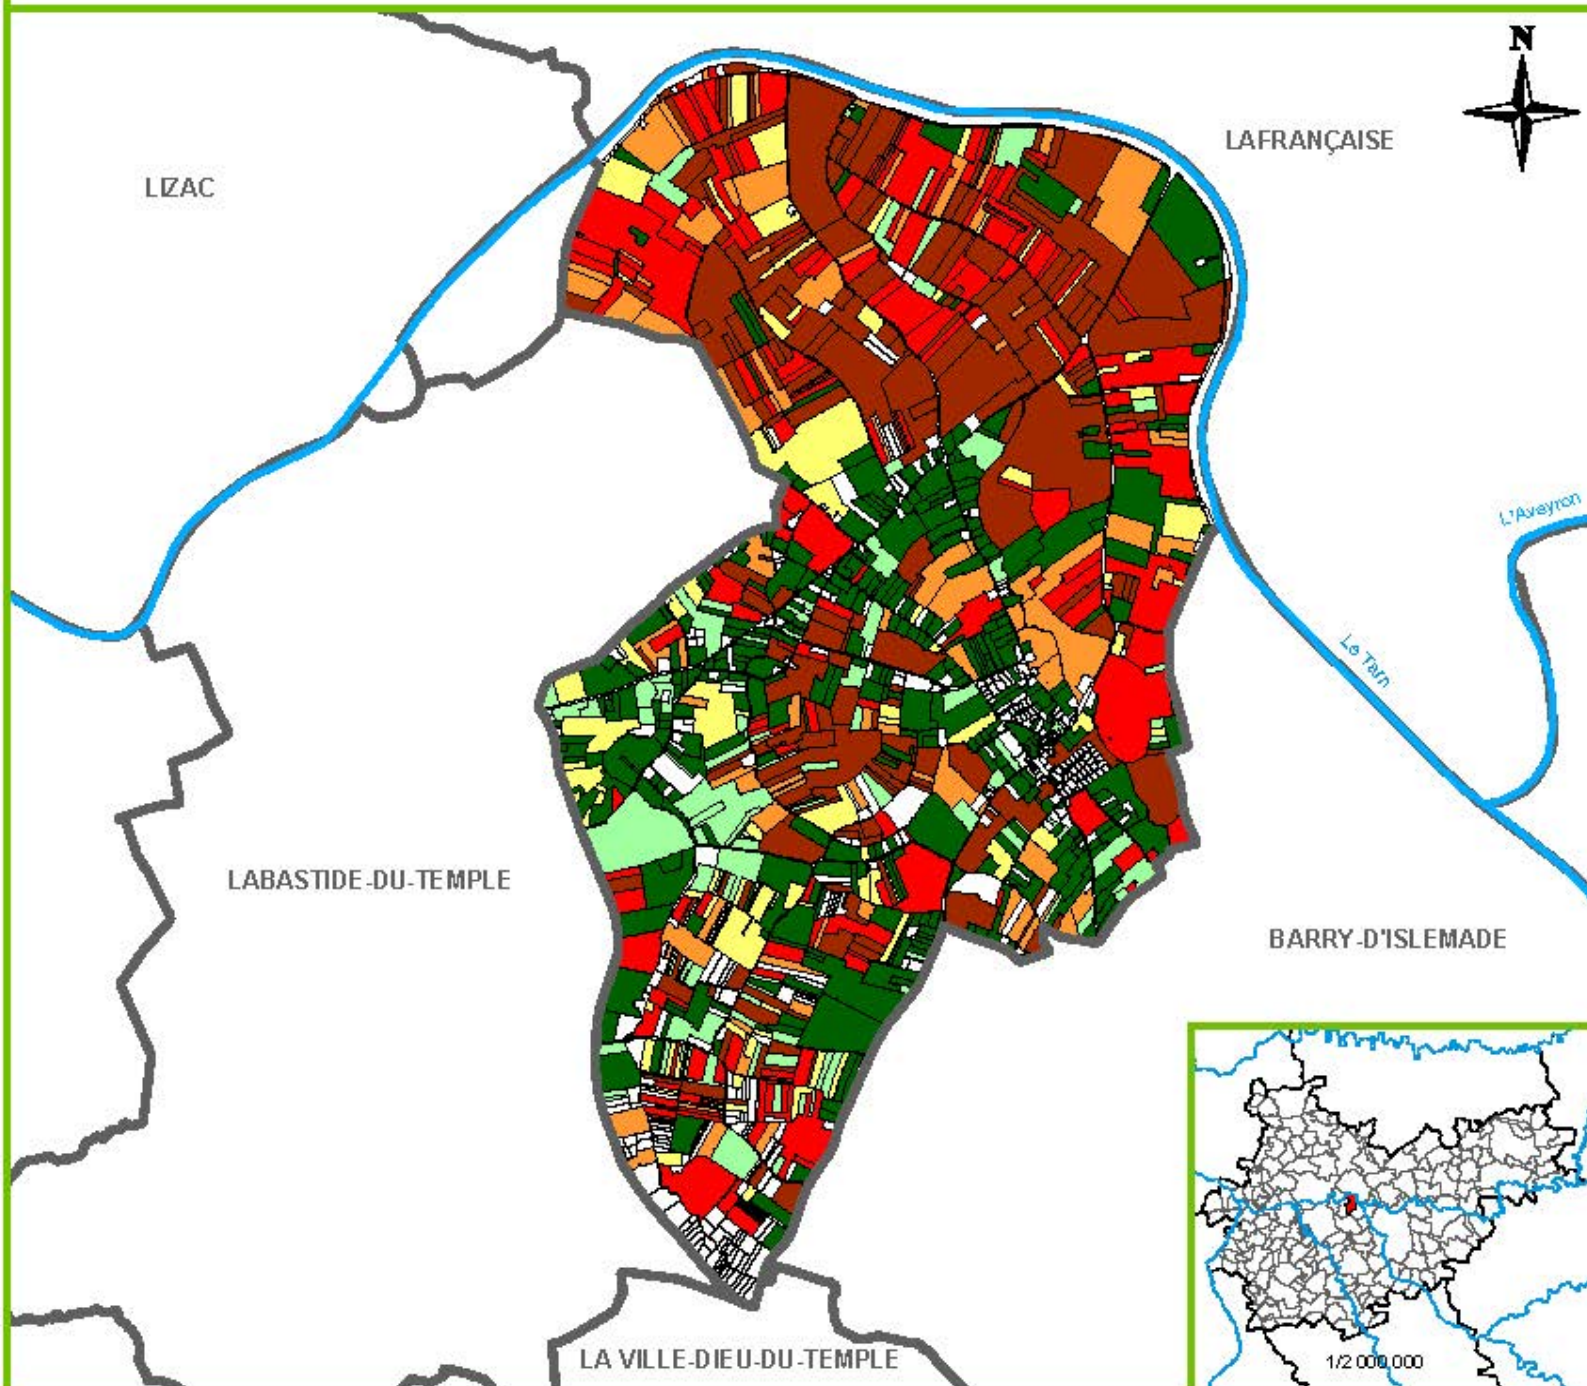 N
LAFRANÇAISE
LIZAC
L'Aveyron
Le Tarn
LABASTIDE-DU-TEMPLE
BARRY-D'ISLEMADE
LA VILLE-DIEU-DU-TEMPLE
1/2 000 000